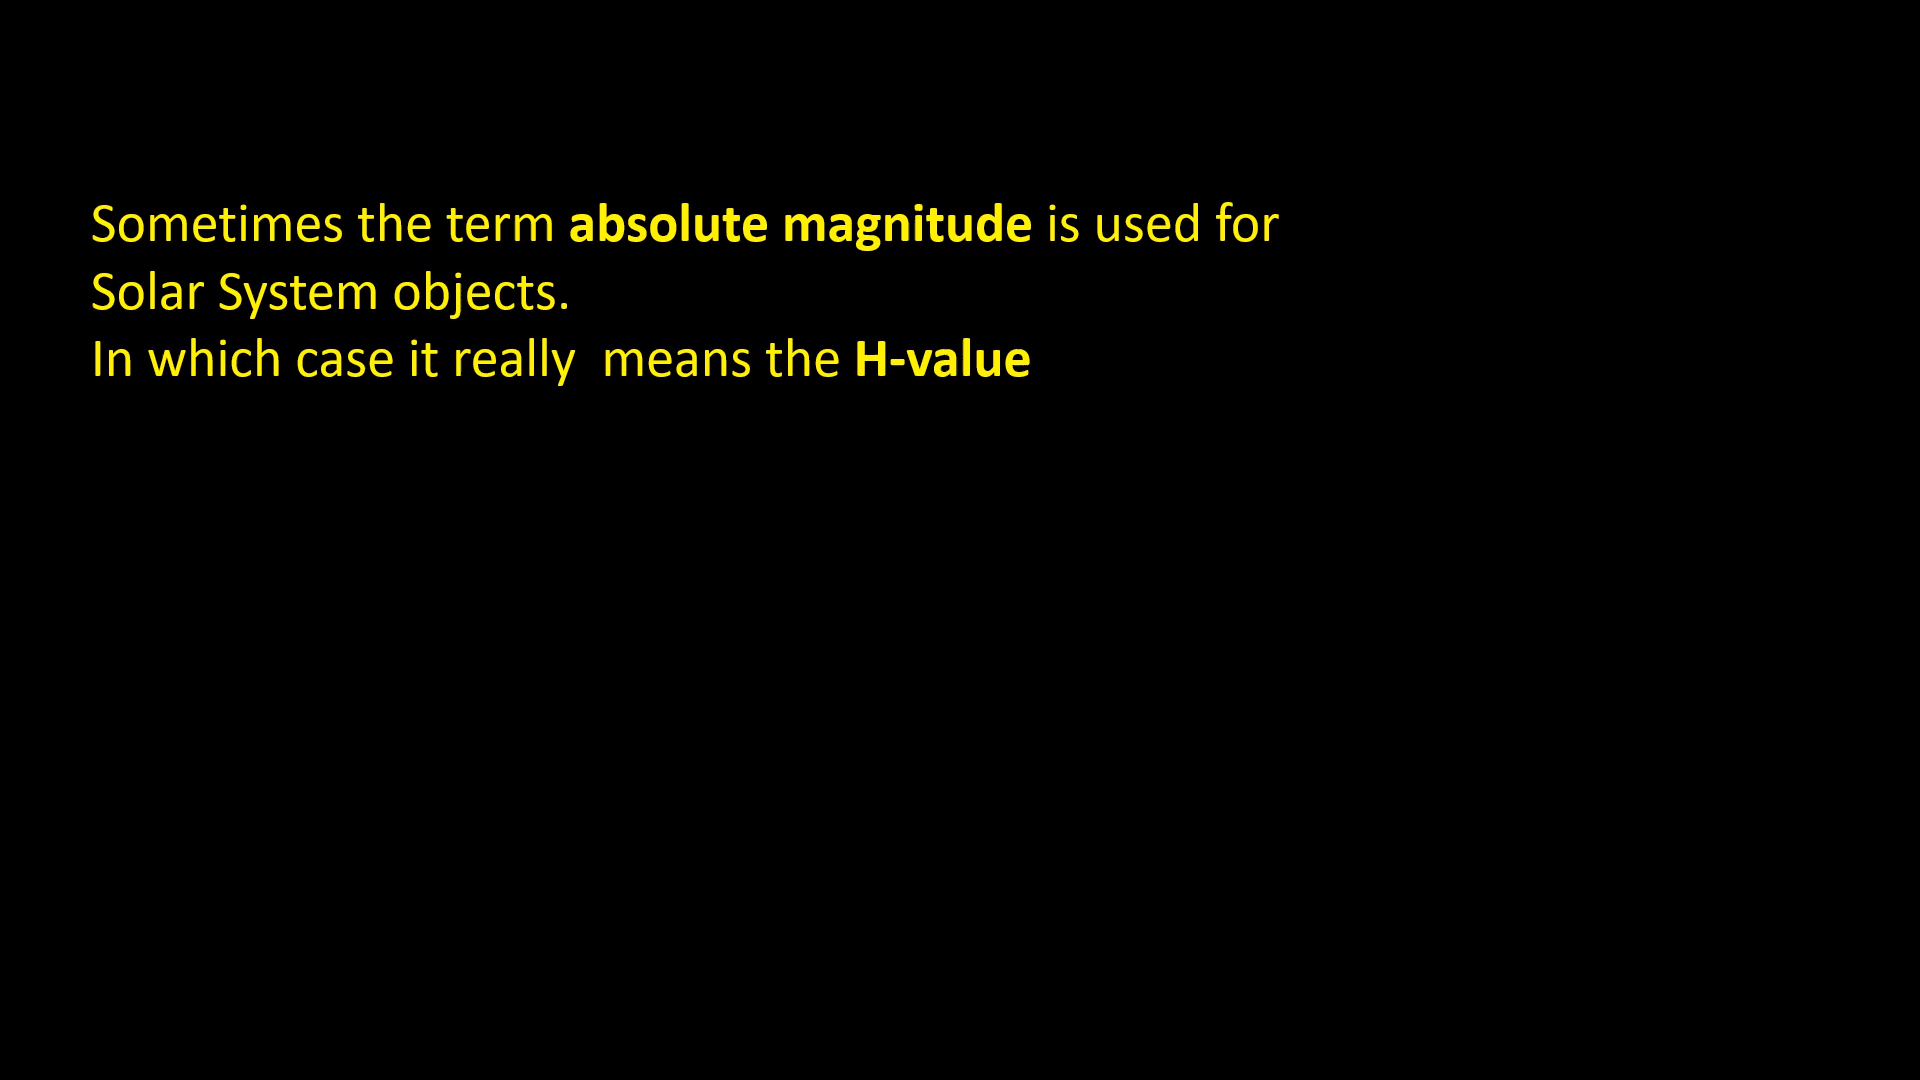 Sometimes the term absolute magnitude is used for
Solar System objects.
In which case it really  means the H-value